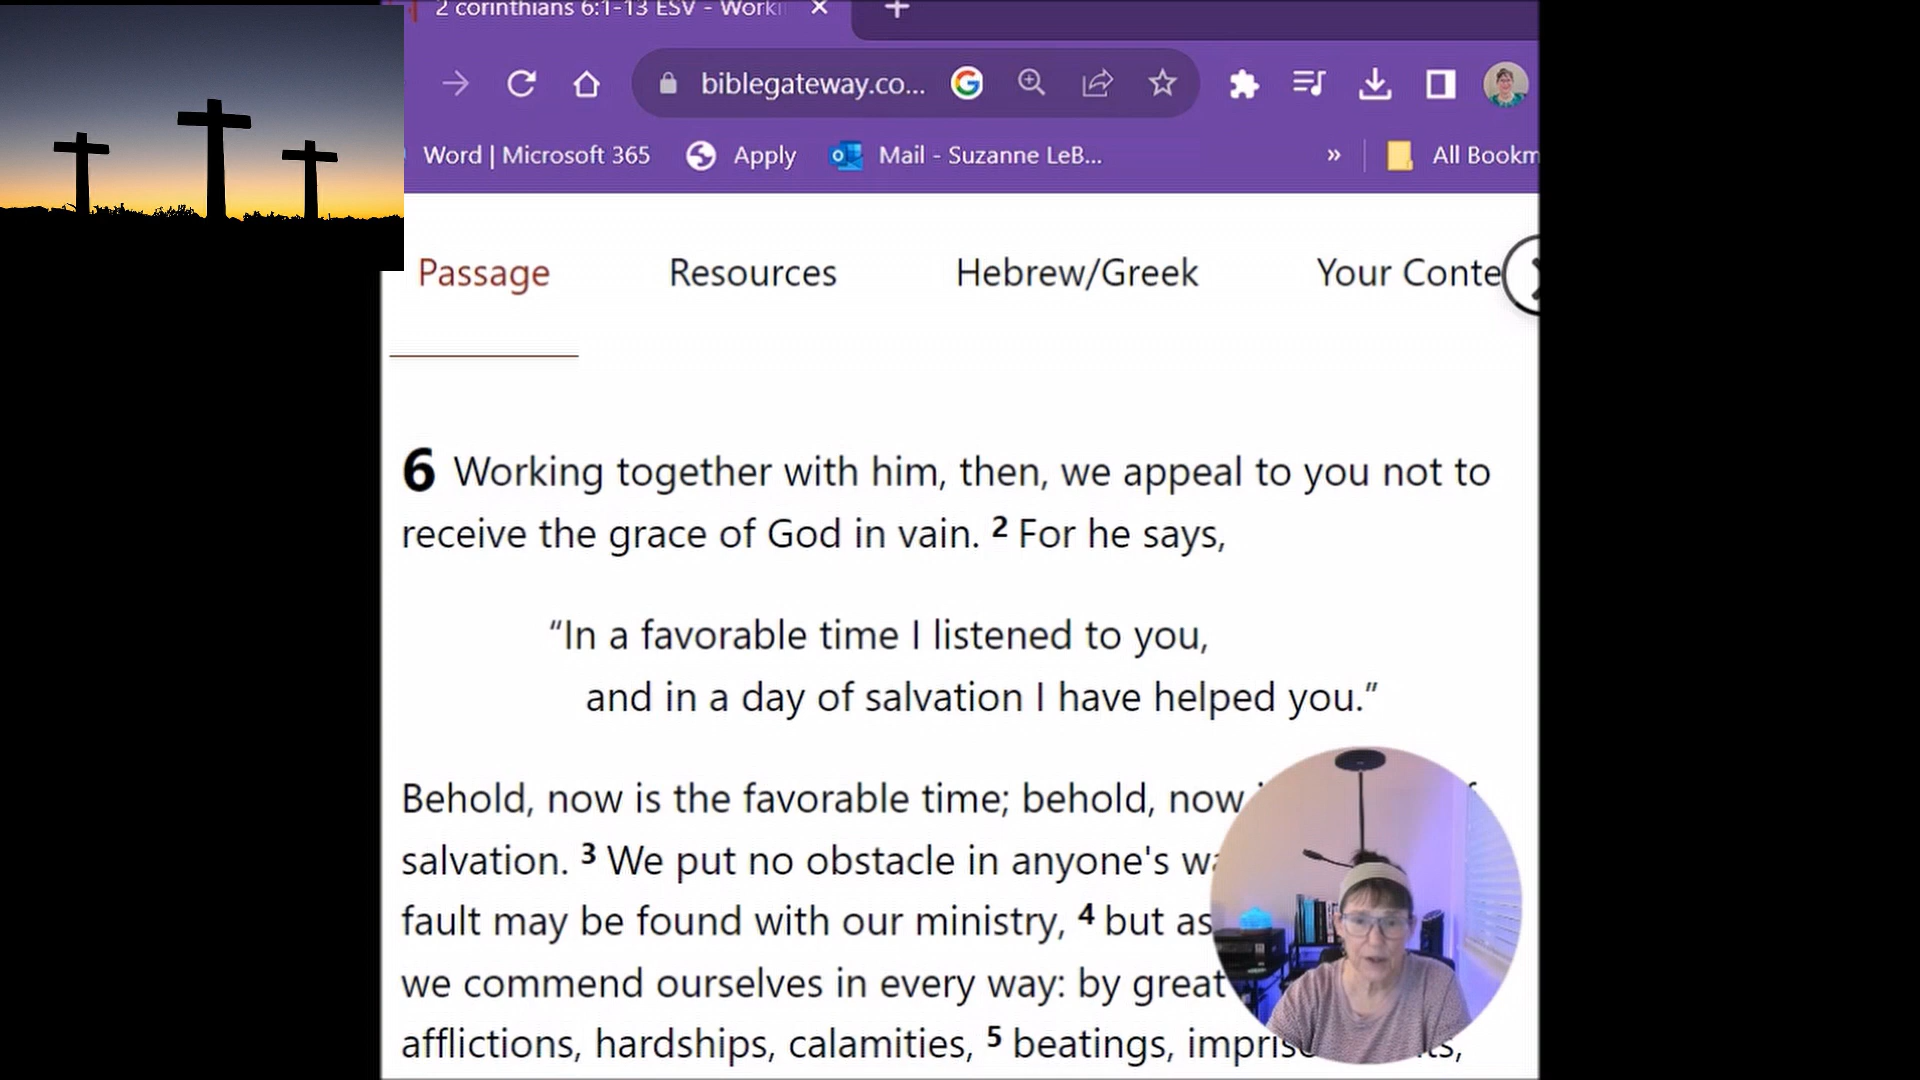 2 corinthians 6:1-13 ESV - Worki
biblegateway.co...
Word | Microsoft 365 Apply Mail - Suzanne LeB... » All Bookm
Passage Resources Hebrew/Greek Your Conte
6 Working together with him, then, we appeal to you not to
receive the grace of God in vain. 2 For he says,
“In a favorable time I listened to you,
and in a day of salvation I have helped you.”
Behold, now is the favorable time; behold, now
salvation. 3 We put no obstacle in anyone's
fault may be found with our ministry, 4 but as
we commend ourselves in every way: by great
afflictions, hardships, calamities, 5 beatings,